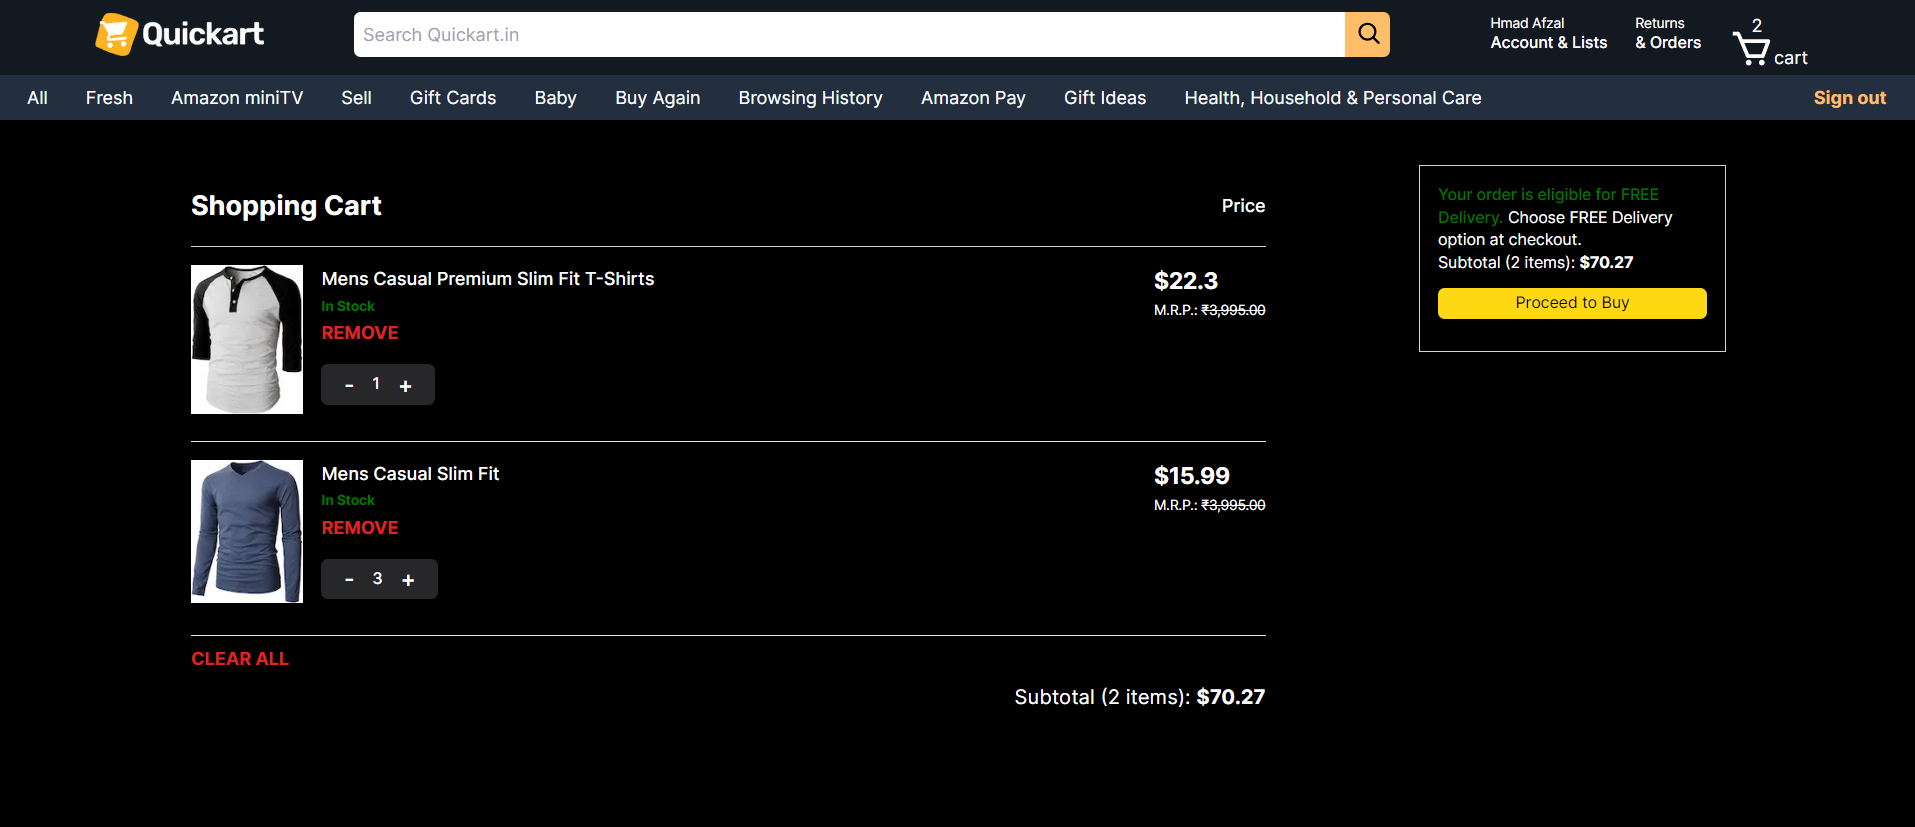 Quickart
Search Quickart.in
Hmad Afzal
Account & Lists
Returns
& Orders
2
cart
All Fresh Amazon miniTV Sell Gift Cards Baby Buy Again Browsing History Amazon Pay Gift Ideas Health, Household & Personal Care Sign out
Shopping Cart Price
Mens Casual Premium Slim Fit T-Shirts
In Stock
REMOVE
- 1 +
$22.3
M.R.P.: ₹3,995.00
Mens Casual Slim Fit
In Stock
REMOVE
- 3 +
$15.99
M.R.P.: ₹3,995.00
CLEAR ALL
Subtotal (2 items): $70.27
Your order is eligible for FREE
Delivery. Choose FREE Delivery
option at checkout.
Subtotal (2 items): $70.27
Proceed to Buy